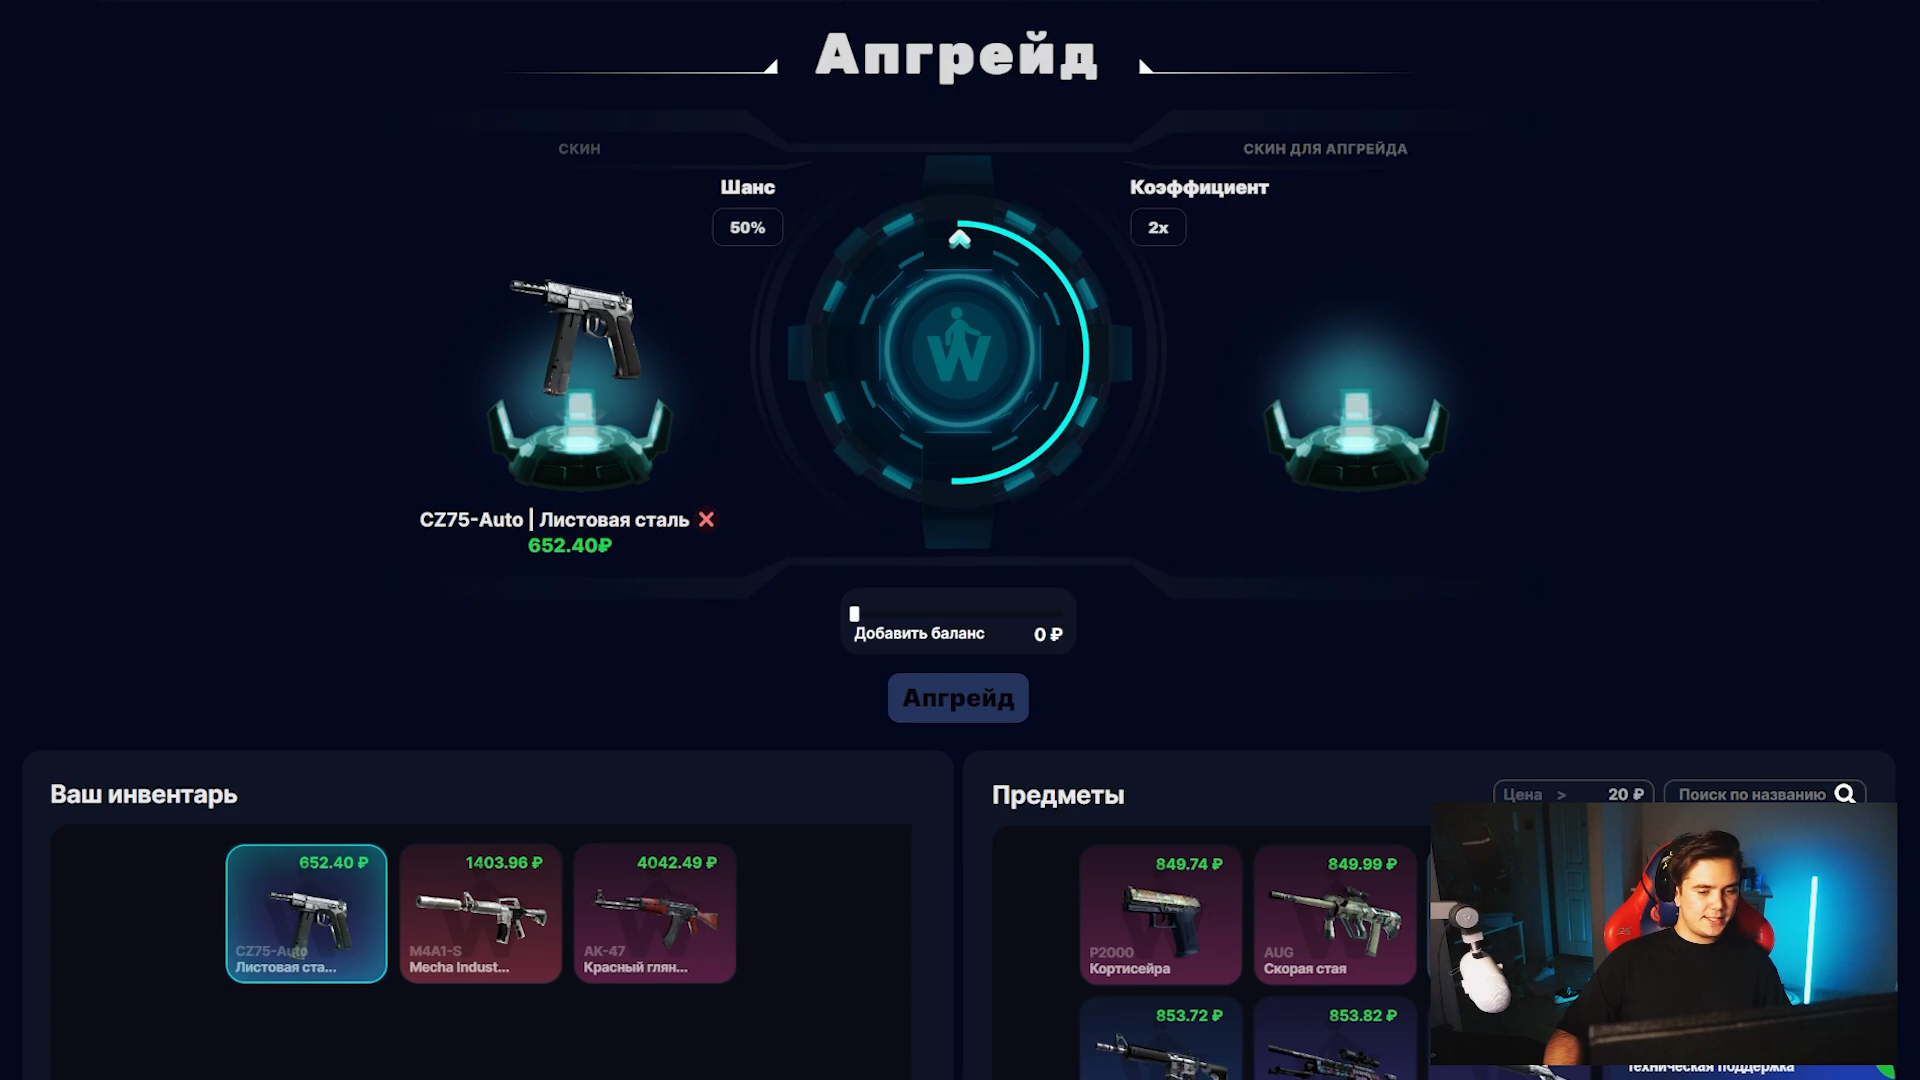 Апгрейд
СКИН
СКИН ДЛЯ АПГРЕЙДА
Шанс
50%
Коэффициент
2x
W
CZ75-Auto | Листовая сталь
652.40₽
Добавить баланс 0 ₽
Апгрейд
Ваш инвентарь
652.40 ₽
CZ75-Auto
Листовая ста...
1403.96 ₽
M4A1-S
Mecha Indust...
4042.49 ₽
AK-47
Красный глян...
Предметы
Цена > 20 ₽
Поиск по названию
849.74 ₽
P2000
Кортисейра
849.99 ₽
AUG
Скорая стая
853.72 ₽
853.82 ₽
Техническая поддержка